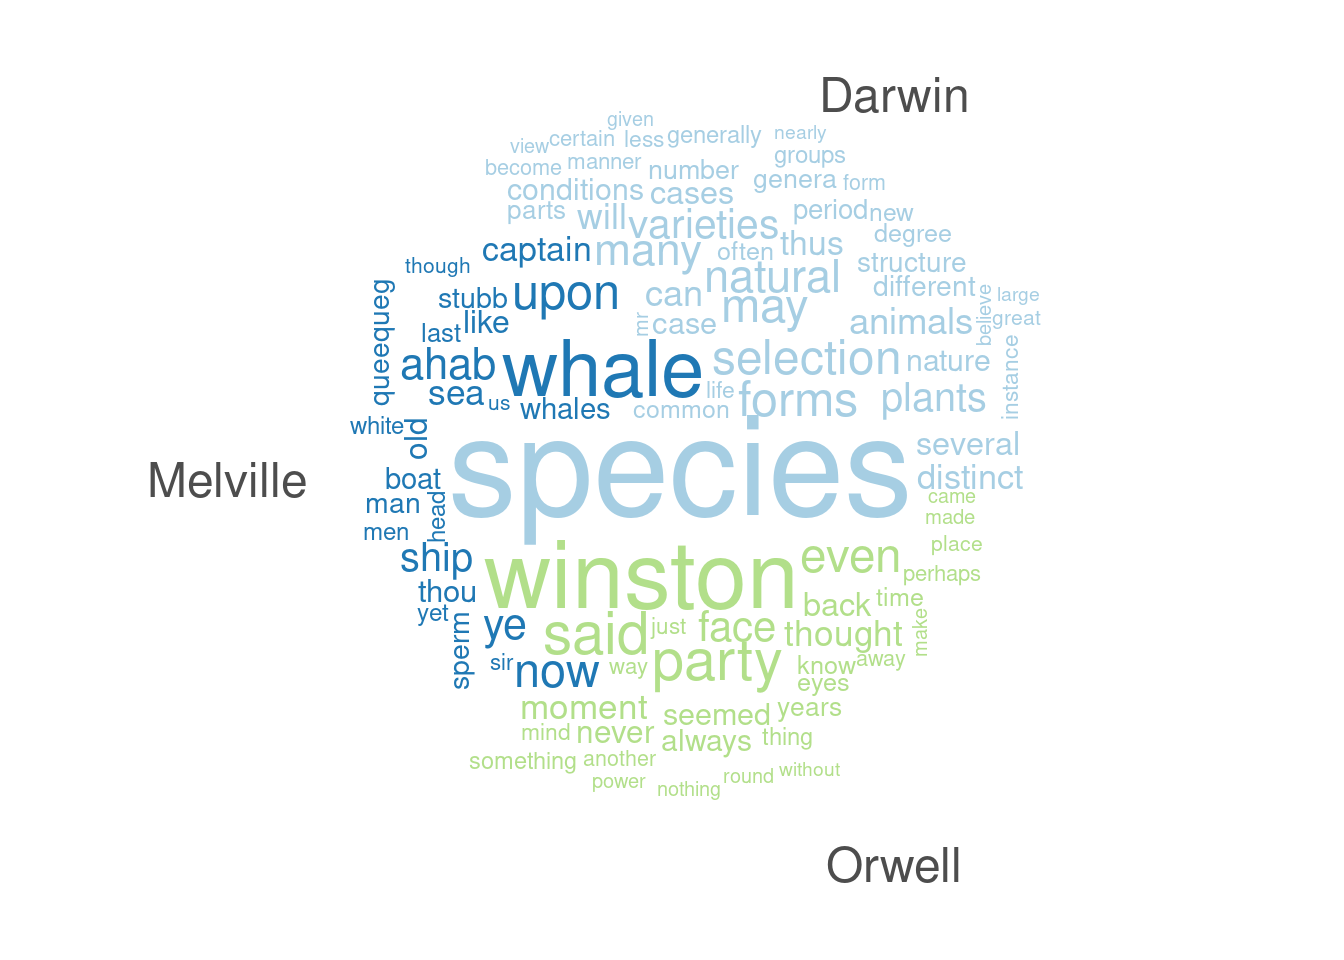 Darwin
given
view certain less generally nearly
become manner number groups
conditions cases genera form
parts will varieties period new
captain many often thus degree
though natural structure
queequeg stubb upon can may different believe large
last like mr case animals great
ahab whale selection nature instance
sea us whales common life forms plants
white old species several
Melville boat distinct
man head came
men made
ship winston even place
thou perhaps
yet back time
sperm ye said just face thought make
sir now way party know away
eyes
moment seemed years
mind never always thing
something another
power nothing round without
Orwell